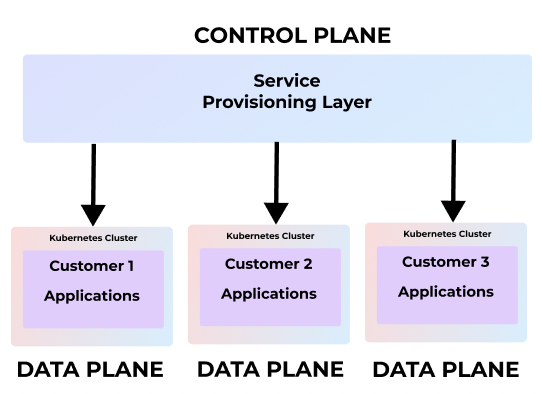 CONTROL PLANE
Service
Provisioning Layer
Kubernetes Cluster
Customer 1
Applications
Kubernetes Cluster
Customer 2
Applications
Kubernetes Cluster
Customer 3
Applications
DATA PLANE
DATA PLANE
DATA PLANE